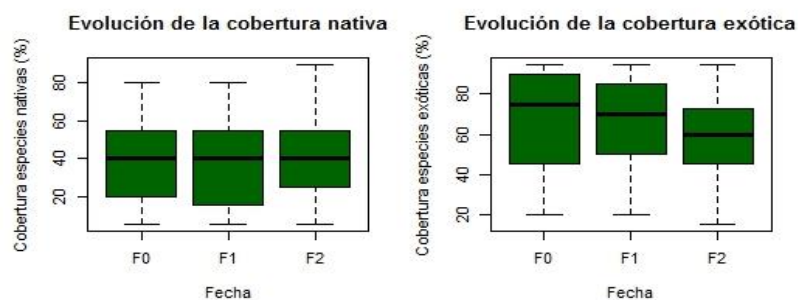 Evolución de la cobertura nativa
Cobertura especies nativas (%)
80
60
40
20
F0 F1 F2
Fecha
Evolución de la cobertura exótica
Cobertura especies exóticas (%)
80
60
40
20
F0 F1 F2
Fecha